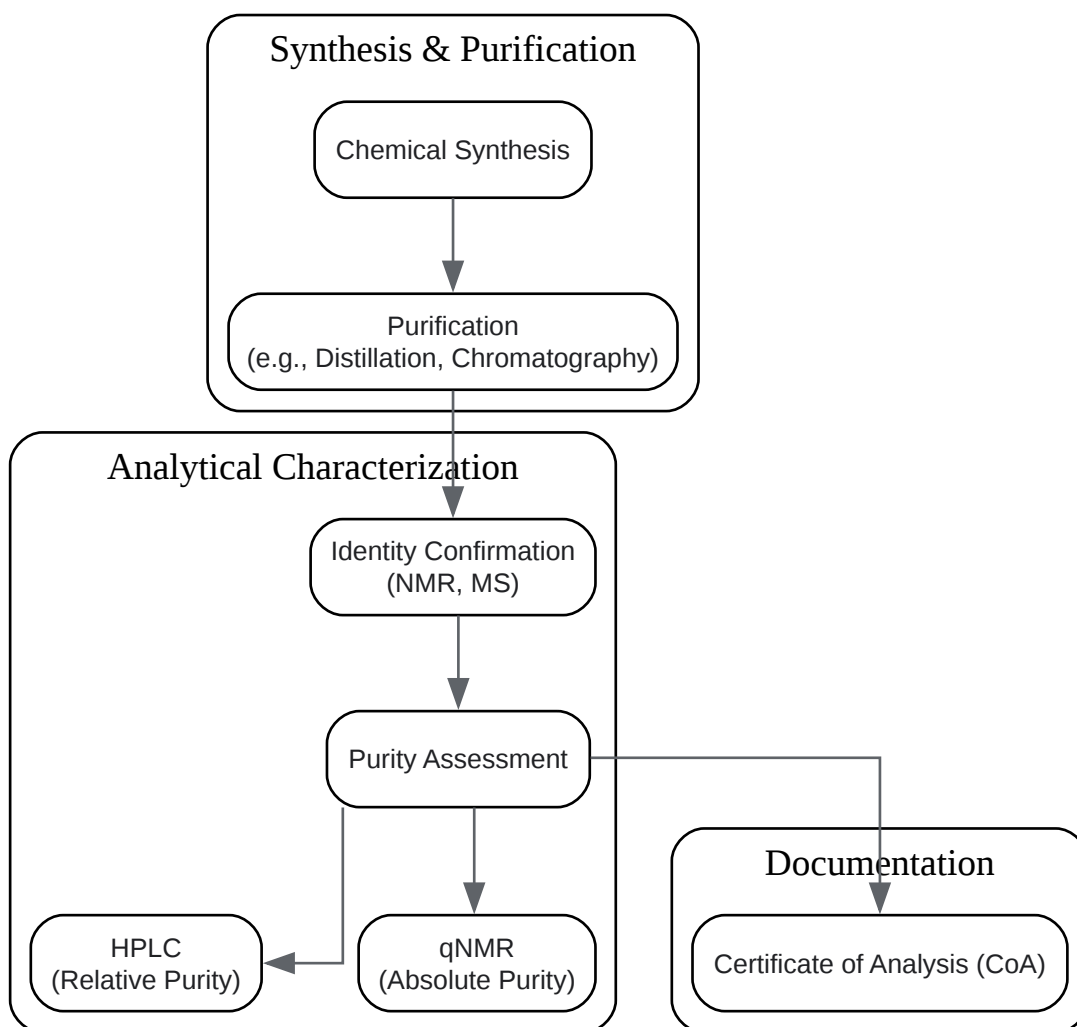 Synthesis & Purification
Chemical Synthesis
Purification
(e.g., Distillation, Chromatography)
Analytical Characterization
Identity Confirmation
(NMR, MS)
Purity Assessment
HPLC
(Relative Purity)
qNMR
(Absolute Purity)
Documentation
Certificate of Analysis (CoA)